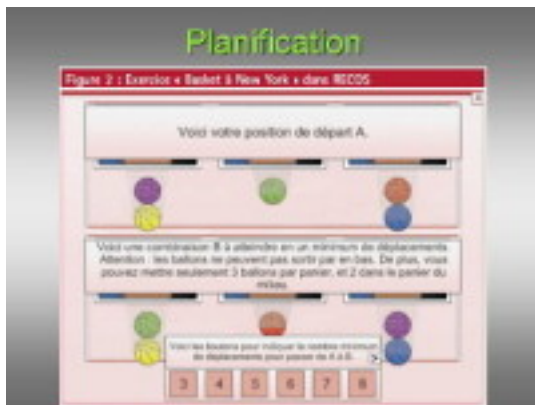 Planification
Figure 2 : Exercice « Basket à New York » dans RECOS
Voici votre position de départ A.
Voici une combinaison B à atteindre en un minimum de déplacements
Attention : les ballons ne peuvent pas sortir par en bas. De plus, vous
pouvez mettre seulement 3 ballons par panier, et 2 dans le panier du
milieu.
Voici les boutons pour indiquer le nombre minimum
de déplacements pour passer de A à B.
3 4 5 6 7 8